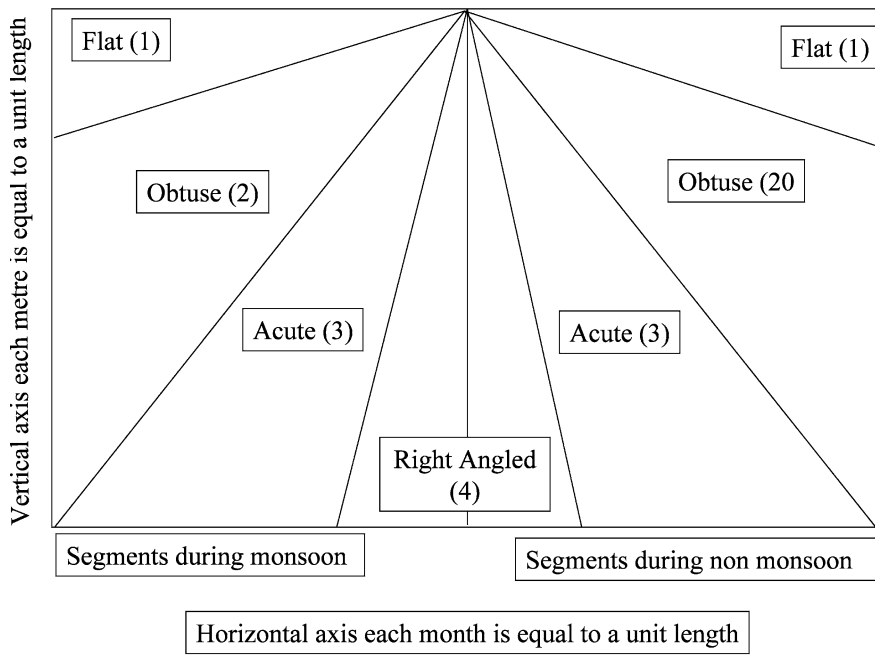 Flat (1)
Flat (1)
Vertical axis each metre is equal to a unit length
Obtuse (2)
Obtuse (20
Acute (3)
Acute (3)
Right Angled
(4)
Segments during monsoon
Segments during non monsoon
Horizontal axis each month is equal to a unit length